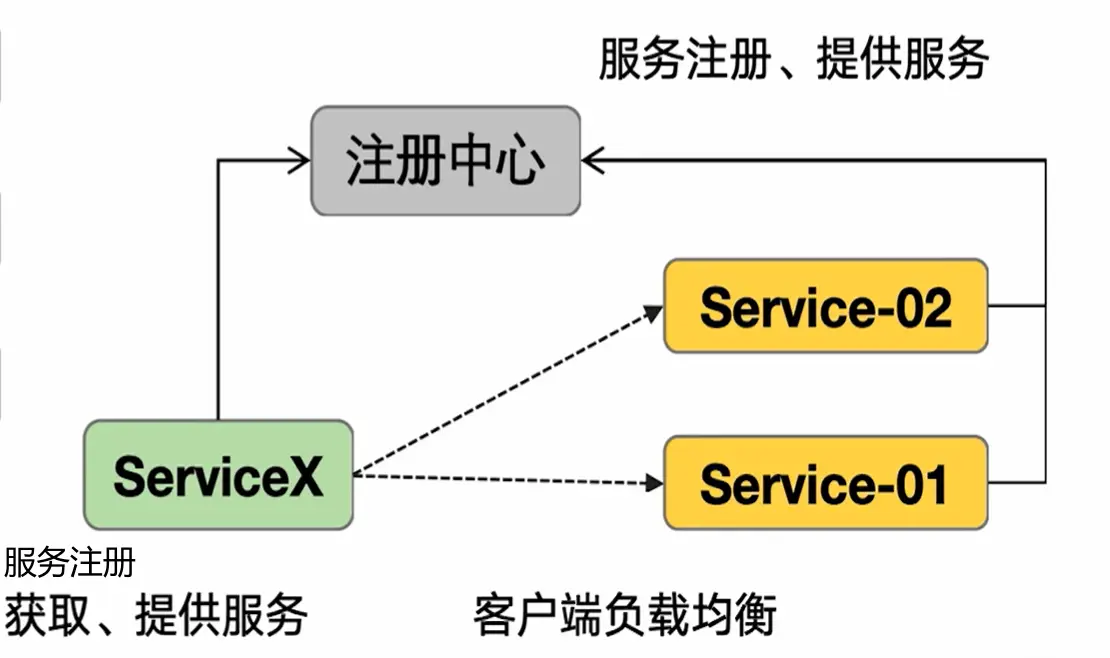 服务注册、提供服务
注册中心
Service-02
ServiceX
Service-01
服务注册
获取、提供服务
客户端负载均衡